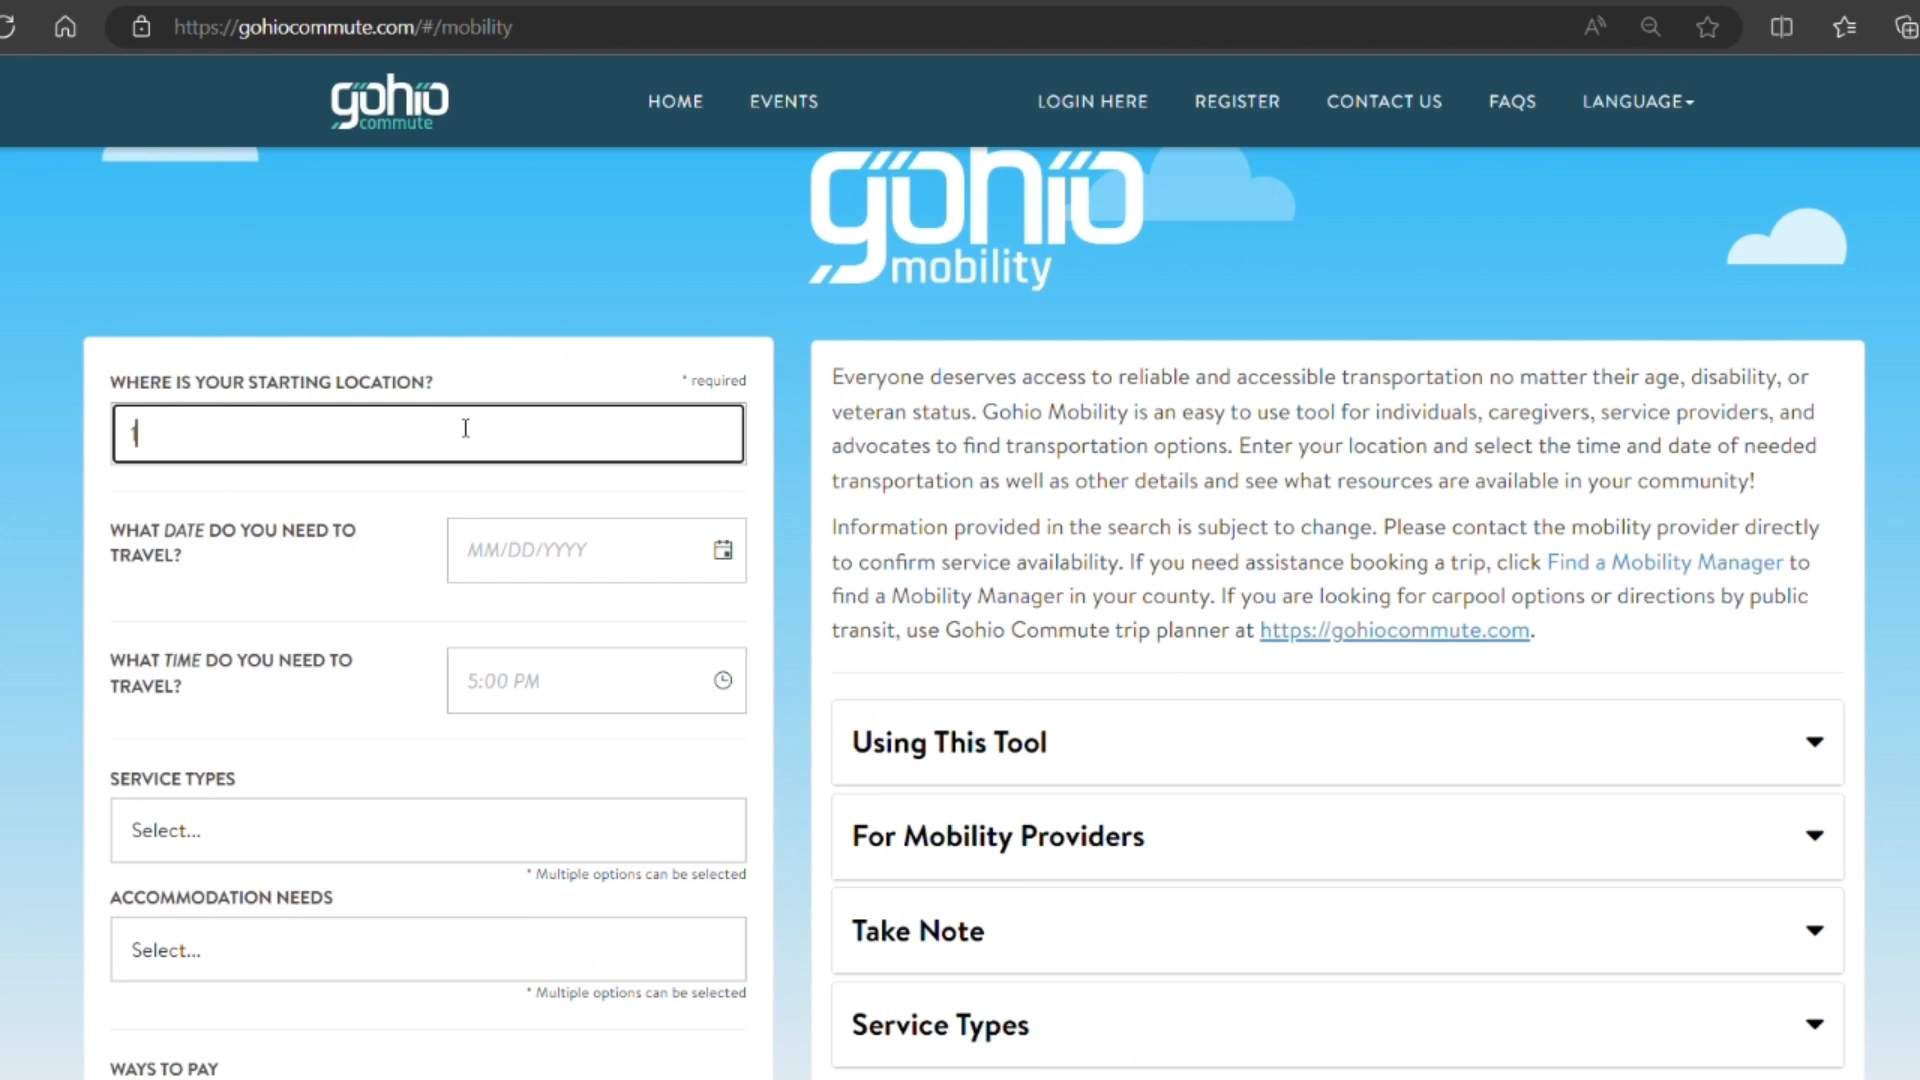 https://gohiocommute.com/#/mobility
gohio
commute
HOME
EVENTS
LOGIN HERE
REGISTER
CONTACT US
FAQS
LANGUAGE
gohio
mobility
WHERE IS YOUR STARTING LOCATION?
* required
WHAT DATE DO YOU NEED TO
TRAVEL?
MM/DD/YYYY
WHAT TIME DO YOU NEED TO
TRAVEL?
5:00 PM
SERVICE TYPES
Select...
* Multiple options can be selected
ACCOMMODATION NEEDS
Select...
* Multiple options can be selected
WAYS TO PAY
Everyone deserves access to reliable and accessible transportation no matter their age, disability, or
veteran status. Gohio Mobility is an easy to use tool for individuals, caregivers, service providers, and
advocates to find transportation options. Enter your location and select the time and date of needed
transportation as well as other details and see what resources are available in your community!
Information provided in the search is subject to change. Please contact the mobility provider directly
to confirm service availability. If you need assistance booking a trip, click Find a Mobility Manager to
find a Mobility Manager in your county. If you are looking for carpool options or directions by public
transit, use Gohio Commute trip planner at https://gohiocommute.com.
Using This Tool
For Mobility Providers
Take Note
Service Types